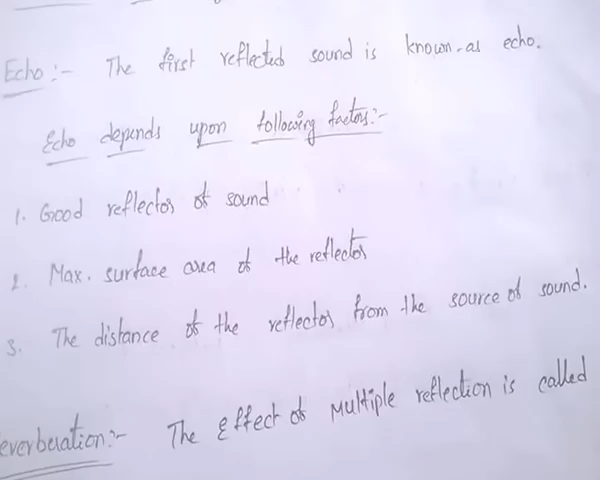 Echo:- The first reflected sound is known as echo.
Echo depends upon following factors:-
1. Good reflector of sound
2. Max. surface area of the reflector
3. The distance of the reflector from the source of sound.
everberation:- The Effect of Multiple reflection is called